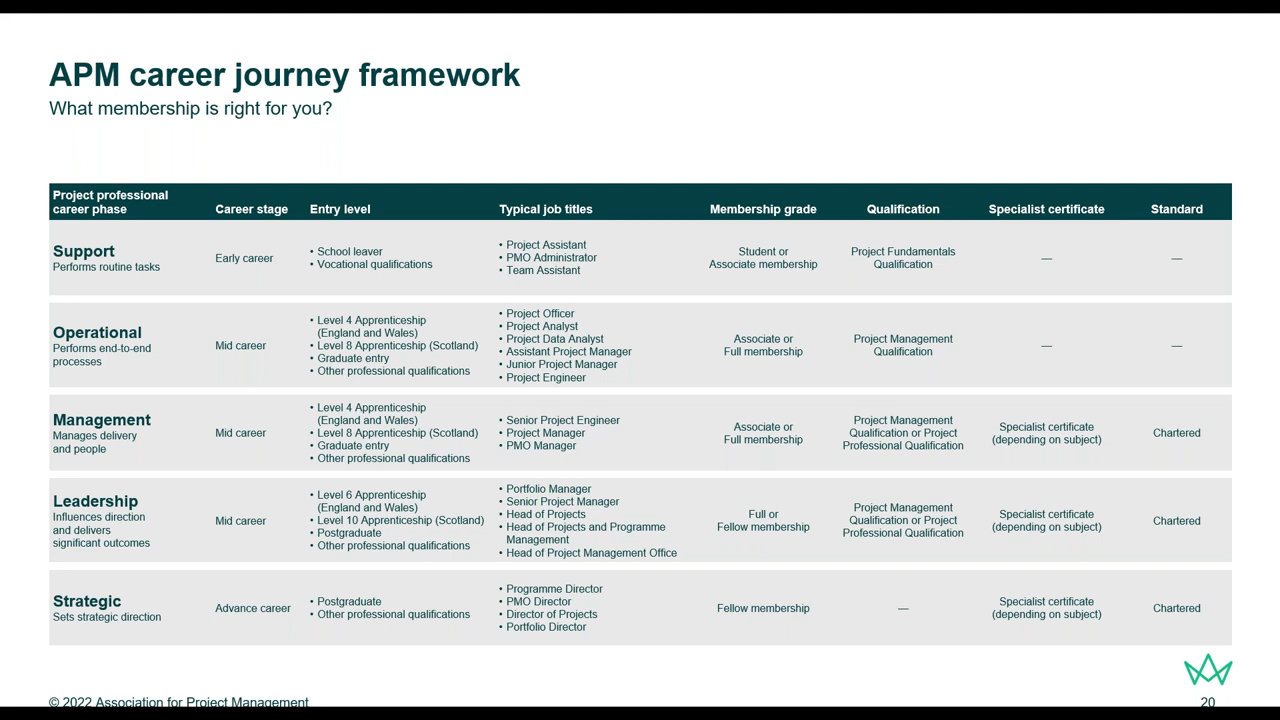 APM career journey framework
What membership is right for you?
Project professional
career phase
Career stage
Entry level
Typical job titles
Membership grade
Qualification
Specialist certificate
Standard
Support
Performs routine tasks
Early career
• School leaver
• Vocational qualifications
• Project Assistant
• PMO Administrator
• Team Assistant
Student or
Associate membership
Project Fundamentals
Qualification
—
—
Operational
Performs end-to-end
processes
Mid career
• Level 4 Apprenticeship
(England and Wales)
• Level 8 Apprenticeship (Scotland)
• Graduate entry
• Other professional qualifications
• Project Officer
• Project Analyst
• Project Data Analyst
• Assistant Project Manager
• Junior Project Manager
• Project Engineer
Associate or
Full membership
Project Management
Qualification
—
—
Management
Manages delivery
and people
Mid career
• Level 4 Apprenticeship
(England and Wales)
• Level 8 Apprenticeship (Scotland)
• Graduate entry
• Other professional qualifications
• Senior Project Engineer
• Project Manager
• PMO Manager
Associate or
Full membership
Project Management
Qualification or Project
Professional Qualification
Specialist certificate
(depending on subject)
Chartered
Leadership
Influences direction
and delivers
significant outcomes
Mid career
• Level 6 Apprenticeship
(England and Wales)
• Level 10 Apprenticeship (Scotland)
• Postgraduate
• Other professional qualifications
• Portfolio Manager
• Senior Project Manager
• Head of Projects
• Head of Projects and Programme
Management
• Head of Project Management Office
Full or
Fellow membership
Project Management
Qualification or Project
Professional Qualification
Specialist certificate
(depending on subject)
Chartered
Strategic
Sets strategic direction
Advance career
• Postgraduate
• Other professional qualifications
• Programme Director
• PMO Director
• Director of Projects
• Portfolio Director
Fellow membership
—
Specialist certificate
(depending on subject)
Chartered
© 2022 Association for Project Management
20